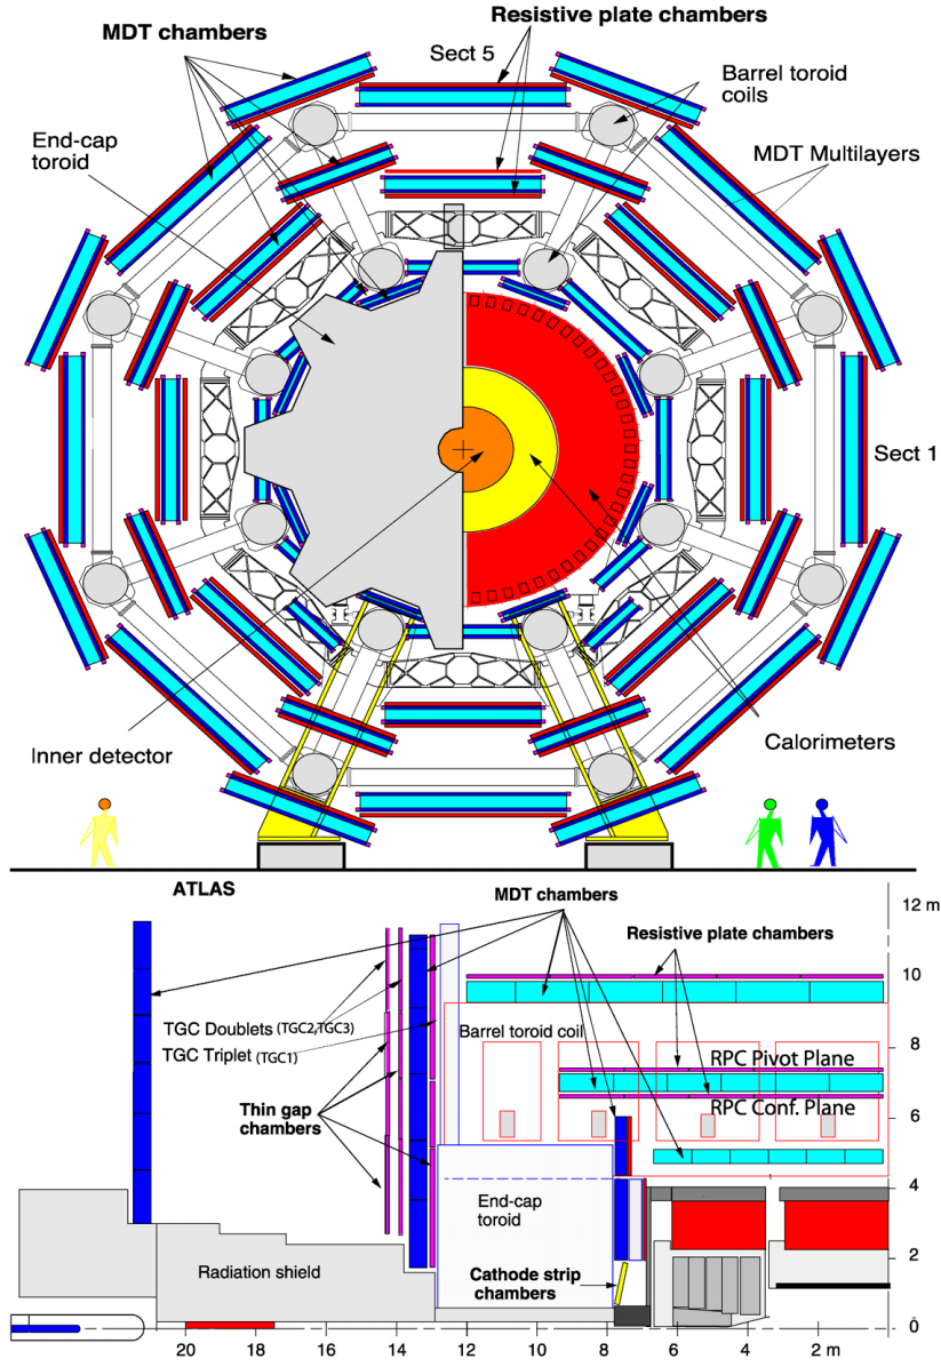 Resistive plate chambers
MDT chambers
Sect 5
Barrel toroid
coils
End-cap
toroid
MDT Multilayers
Sect 1
Inner detector
Calorimeters
ATLAS
MDT chambers
12 m
Resistive plate chambers
10
TGC Doublets (TGC2,TGC3)
Barrel toroid coil
TGC Triplet (TGC1)
RPC Pivot Plane
8
Thin gap
chambers
RPC Conf. Plane
6
4
End-cap
toroid
Radiation shield
Cathode strip
chambers
2
0
20 18 16 14 12 10 8 6 4 2 m